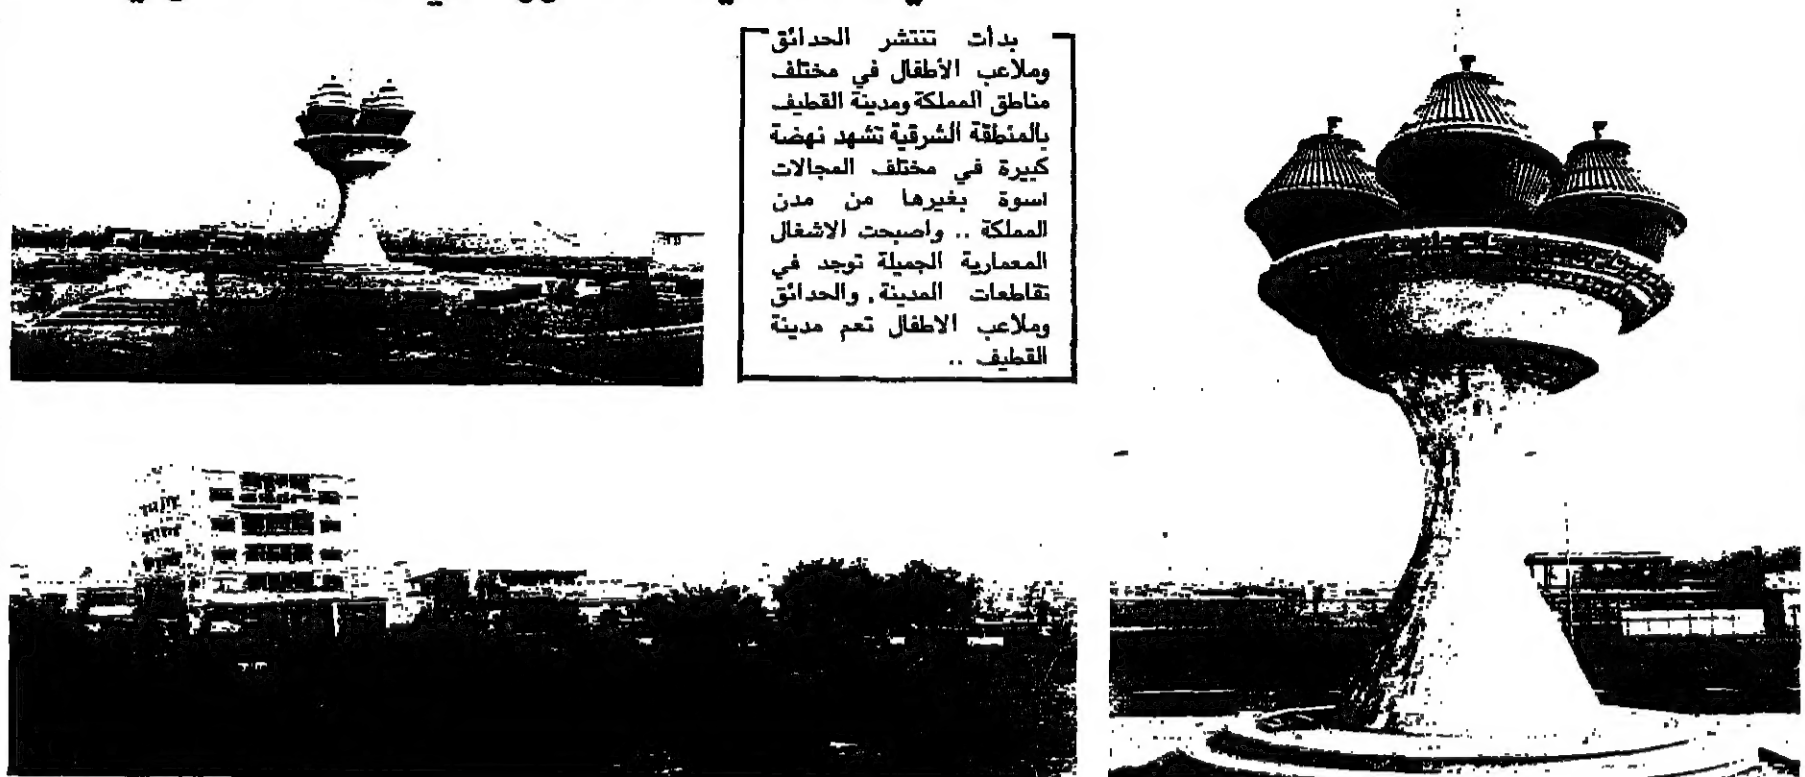 بدأت تنتشر الحدائق
وملاعب الأطفال في مختلف
مناطق المملكة ومدينة القطيف
بالمنطقة الشرقية تشهد نهضة
كبيرة في مختلف المجالات
اسوة بغيرها من مدن
المملكة .. واصبحت الاشغال
المعمارية الجميلة توجد في
تقاطعات المدينة, والحدائق
وملاعب الاطفال تعم مدينة
القطيف ..